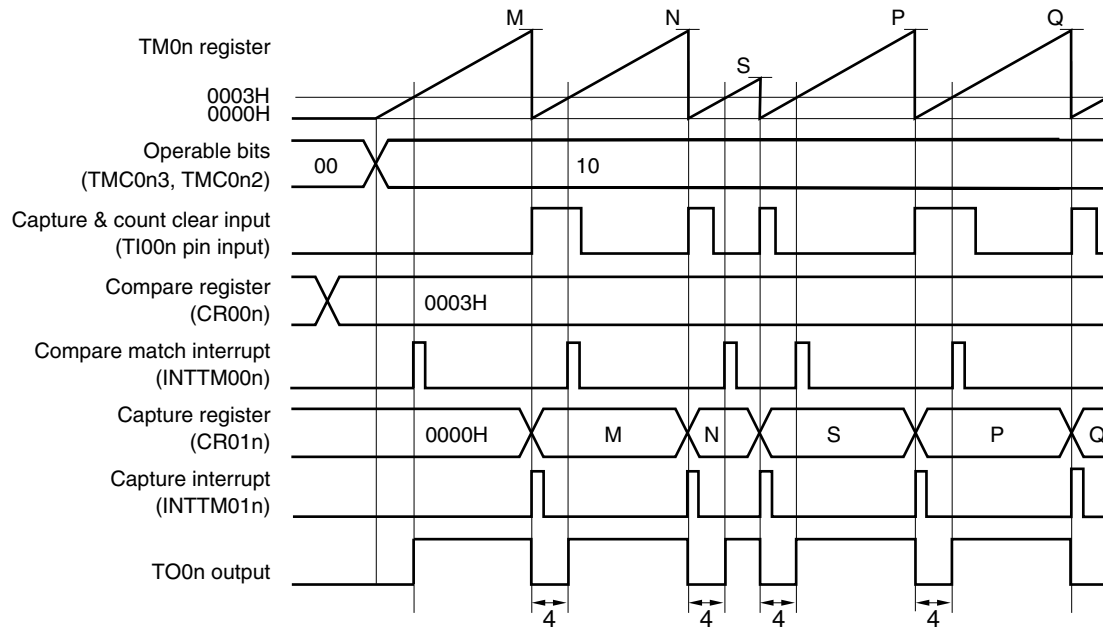 M N S P Q
TM0n register
0003H
0000H
Operable bits
(TMC0n3, TMC0n2)
00 10
Capture & count clear input
(TI00n pin input)
Compare register
(CR00n)
0003H
Compare match interrupt
(INTTM00n)
Capture register
(CR01n)
0000H M N S P Q
Capture interrupt
(INTTM01n)
TO0n output
4 4 4 4